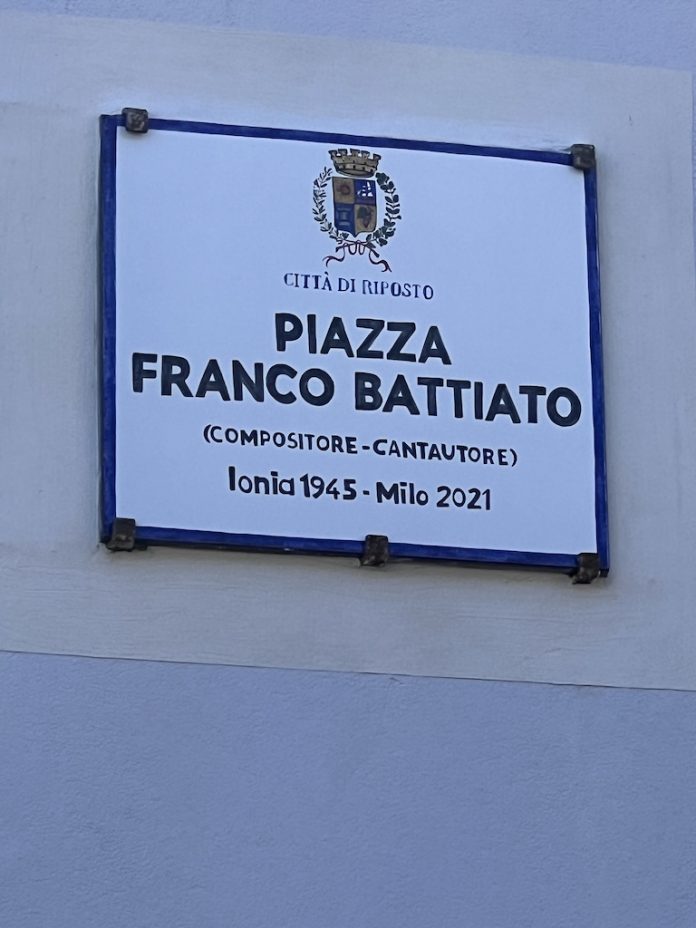 CITTÀ DI RIPOSTO
PIAZZA
FRANCO BATTIATO
(COMPOSITORE-CANTAUTORE)
Ionia 1945 - Milo 2021